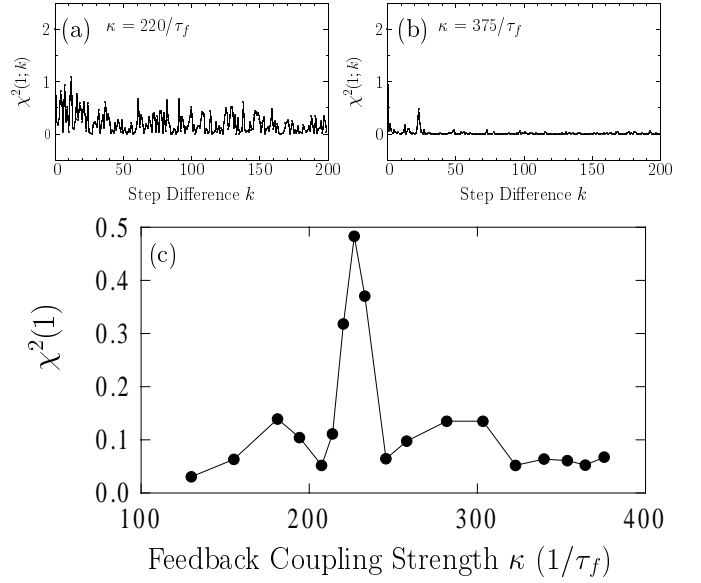 (a) κ = 220/τ_f
(b) κ = 375/τ_f
χ²(1; k)
2
1
0
0 50 100 150 200
Step Difference k
χ²(1; k)
2
1
0
0 50 100 150 200
Step Difference k
(c)
χ²(1)
0.5
0.4
0.3
0.2
0.1
0.0
100 200 300 400
Feedback Coupling Strength κ (1/τ_f)